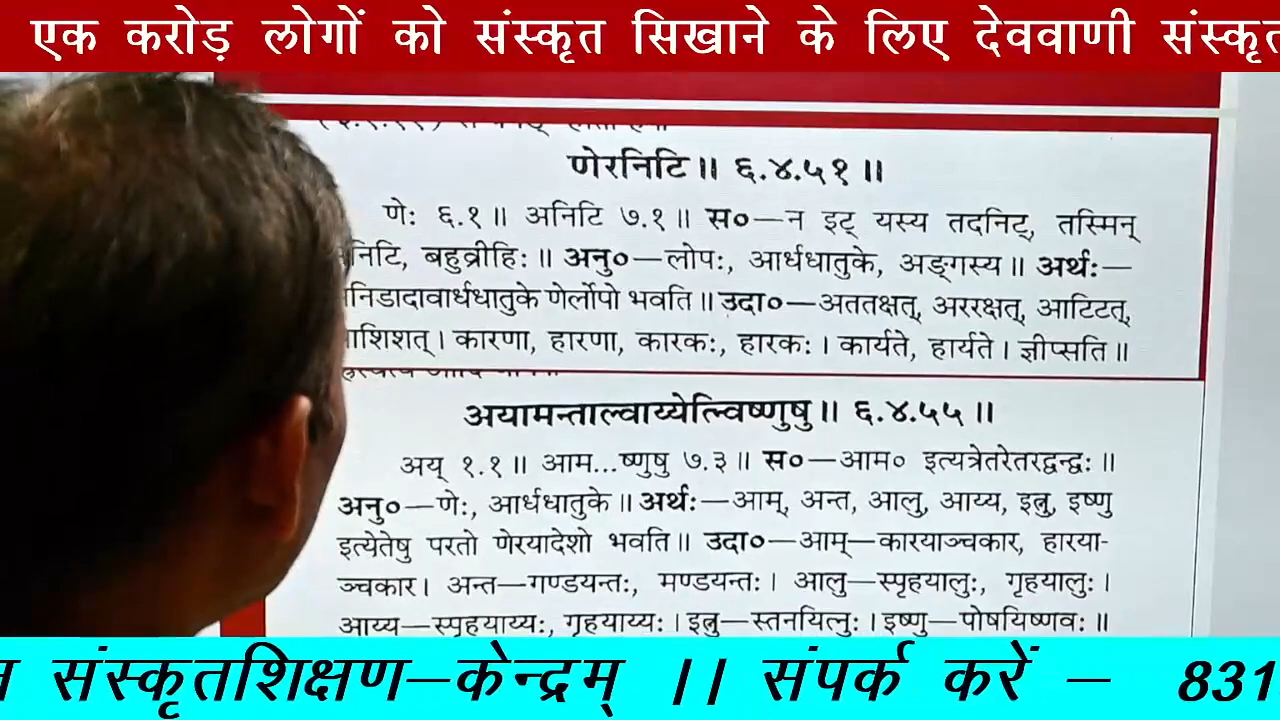 एक करोड़ लोगों को संस्कृत सिखाने के लिए देववाणी संस्कृत
णेरनिटि॥ ६.४.५१॥
णेः ६.१॥ अनिटि ७.१॥ स०—न इट् यस्य तदनिट्, तस्मिन्
निटि, बहुव्रीहिः॥ अनु०—लोपः, आर्धधातुके, अङ्गस्य॥ अर्थः—
निडादावार्धधातुके णेर्लोपो भवति॥ उदा०—अततक्षत्, अररक्षत्, आटिटत्,
ाशिशत्। कारणा, हारणा, कारकः, हारकः। कार्यते, हार्यते। ज्ञीप्सति॥
अयामन्ताल्वाय्येत्न्विष्णुषु॥ ६.४.५५॥
अय् १.१॥ आम...ष्णुषु ७.३॥ स०—आम० इत्यत्रेतरेतरद्वन्द्वः॥
अनु०—णेः, आर्धधातुके॥ अर्थः—आम्, अन्त, आलु, आय्य, इत्नु, इष्णु
इत्येतेषु परतो णेरयादेशो भवति॥ उदा०—आम्—कारयाञ्चकार, हारया-
ञ्चकार। अन्त—गण्डयन्तः, मण्डयन्तः। आलु—स्पृहयालुः, गृहयालुः।
आय्य—स्पृहयाय्यः, गृहयाय्यः। इत्नु—स्तनयित्नुः। इष्णु—पोषयिष्णवः॥
संस्कृतशिक्षण–केन्द्रम् || संपर्क करें – 831